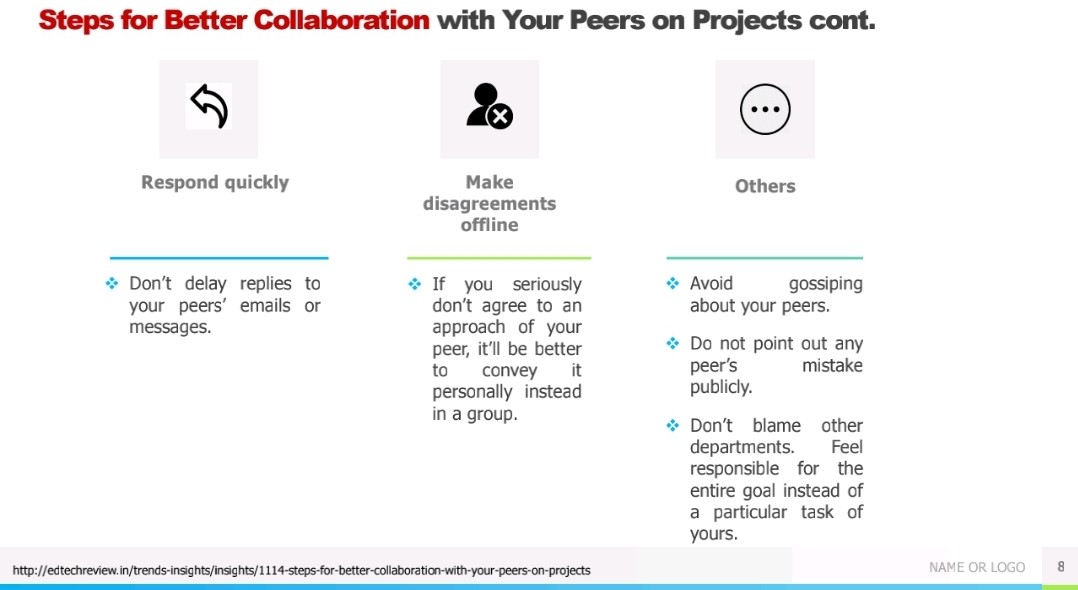 Steps for Better Collaboration with Your Peers on Projects cont.
Respond quickly
Don't delay replies to
your peers' emails or
messages.
Make
disagreements
offline
If you seriously
don't agree to an
approach of your
peer, it'll be better
to convey it
personally instead
in a group.
Others
Avoid gossiping
about your peers.
Do not point out any
peer's mistake
publicly.
Don't blame other
departments. Feel
responsible for the
entire goal instead of
a particular task of
yours.
http://edtechreview.in/trends-insights/insights/1114-steps-for-better-collaboration-with-your-peers-on-projects
NAME OR LOGO
8